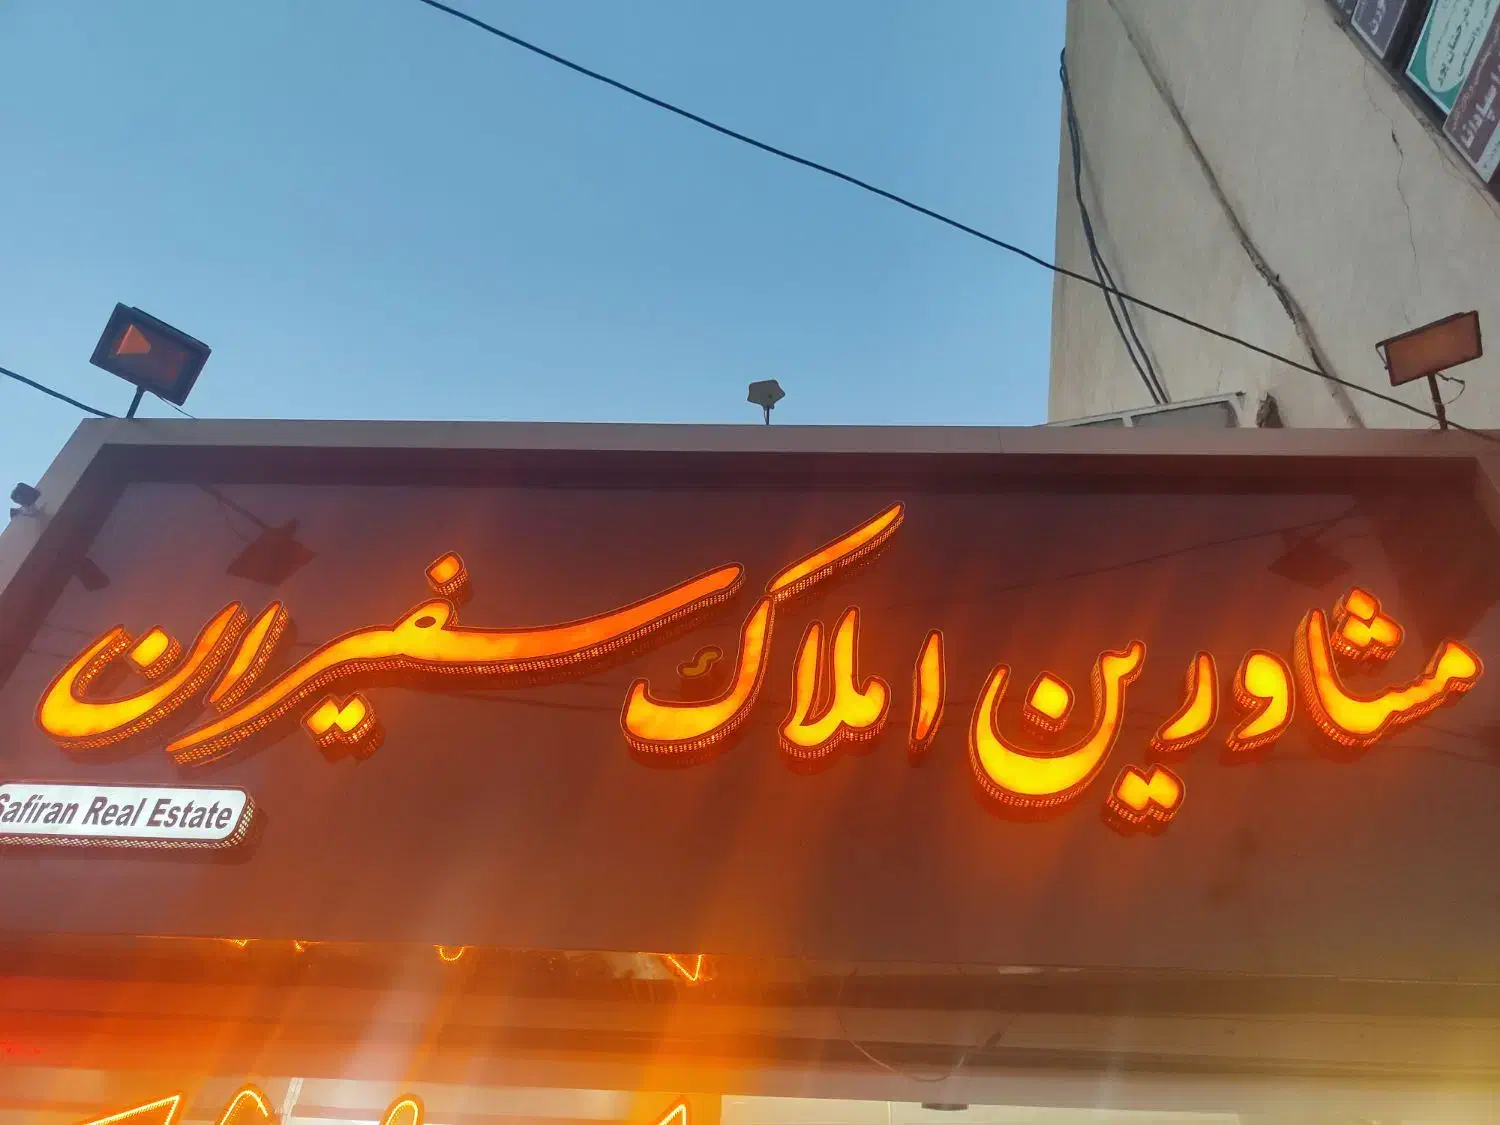 مشاورین املاک سفیران
Safiran Real Estate